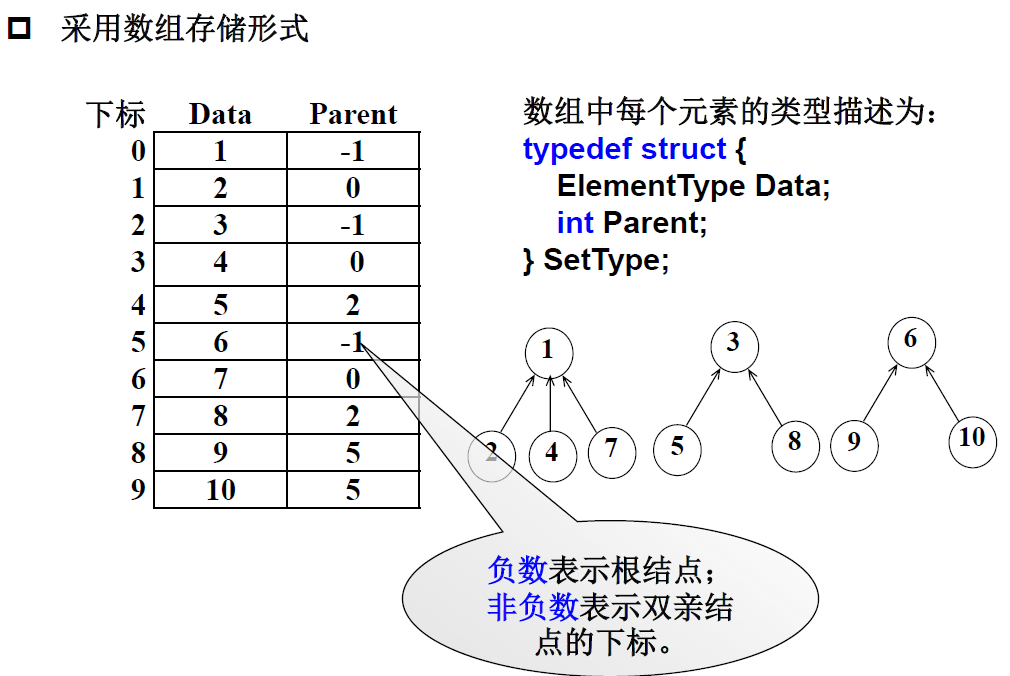 采用数组存储形式
下标 Data Parent
0 1 -1
1 2 0
2 3 -1
3 4 0
4 5 2
5 6 -1
6 7 0
7 8 2
8 9 5
9 10 5
数组中每个元素的类型描述为:
typedef struct {
ElementType Data;
int Parent;
} SetType;
1 3 6
2 4 7 5 8 9 10
负数表示根结点;
非负数表示双亲结
点的下标。